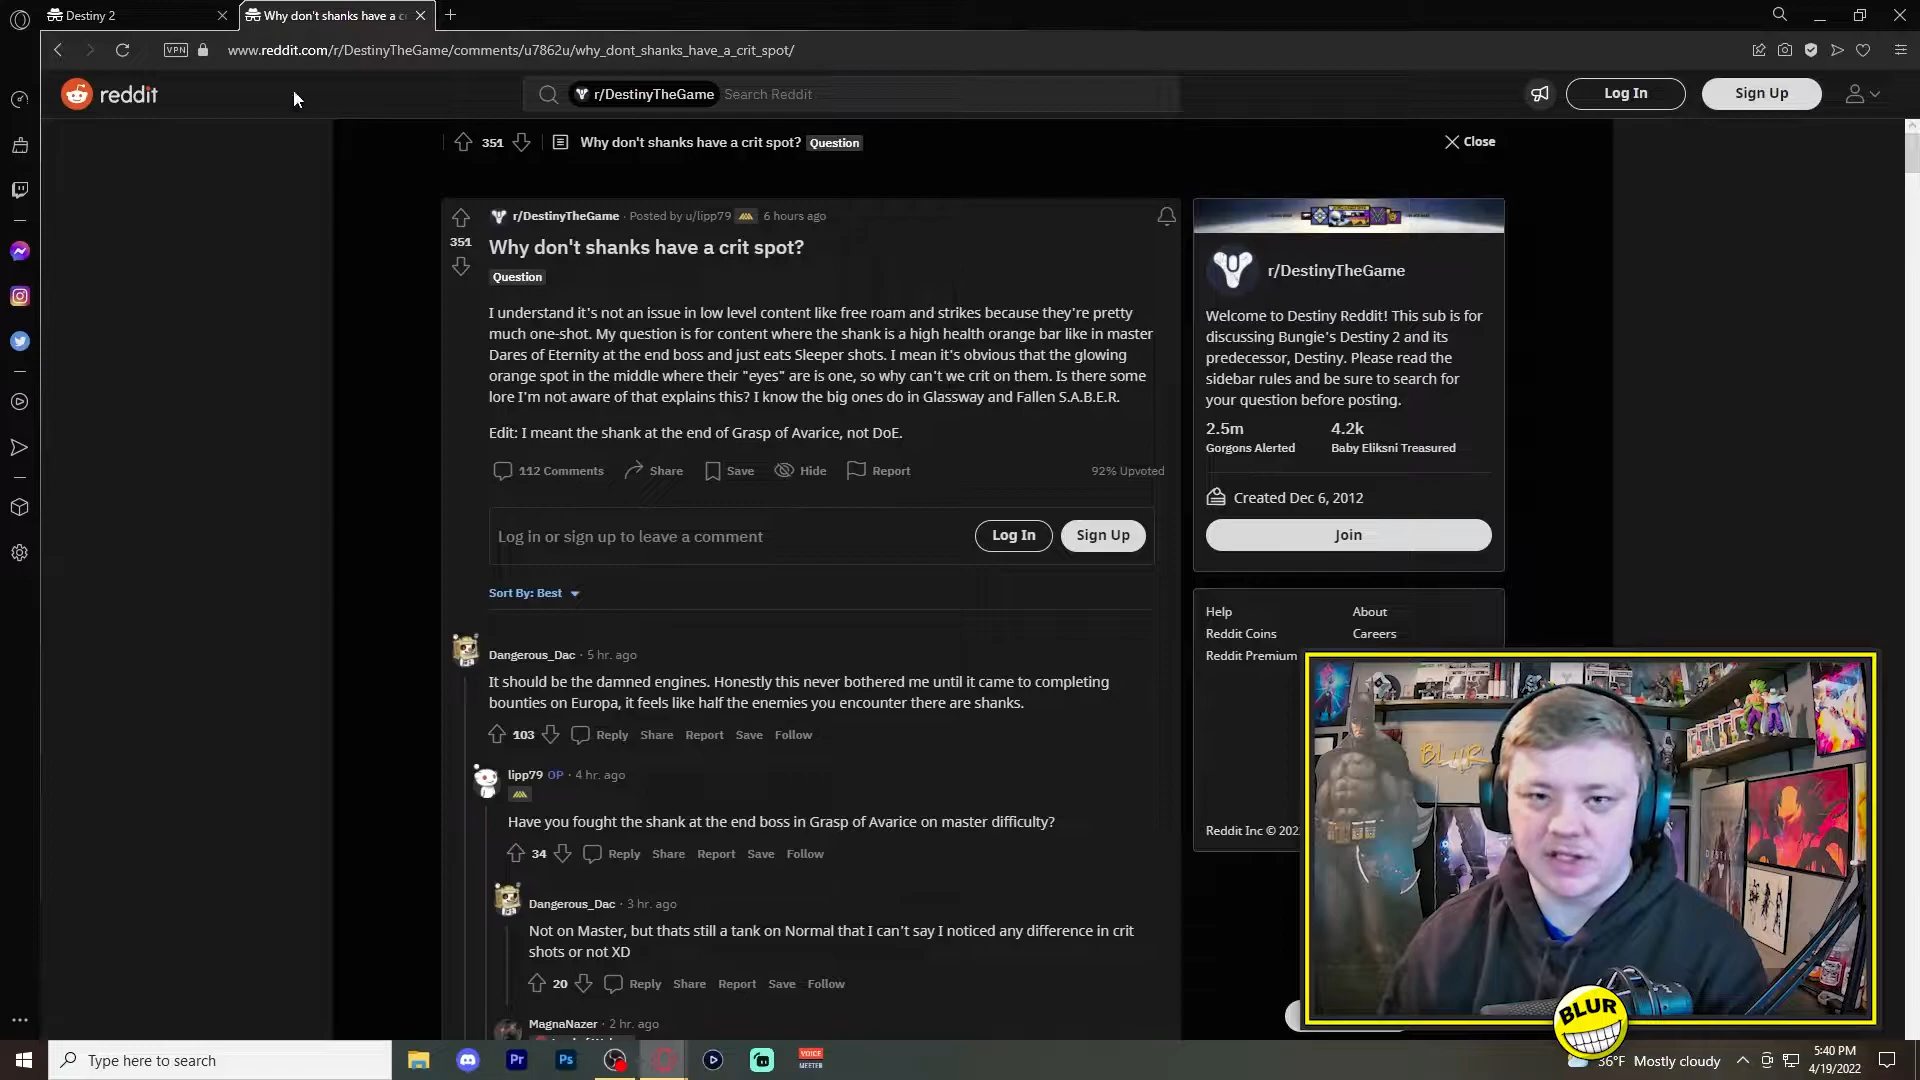 Destiny 2
Why don't shanks have a c
VPN
www.reddit.com/r/DestinyTheGame/comments/u7862u/why_dont_shanks_have_a_crit_spot/
reddit
r/DestinyTheGame Search Reddit
Log In
Sign Up
351
Why don't shanks have a crit spot? Question
Close
r/DestinyTheGame · Posted by u/lipp79 6 hours ago
351
Why don't shanks have a crit spot?
Question
I understand it's not an issue in low level content like free roam and strikes because they're pretty
much one-shot. My question is for content where the shank is a high health orange bar like in master
Dares of Eternity at the end boss and just eats Sleeper shots. I mean it's obvious that the glowing
orange spot in the middle where their "eyes" are is one, so why can't we crit on them. Is there some
lore I'm not aware of that explains this? I know the big ones do in Glassway and Fallen S.A.B.E.R.
Edit: I meant the shank at the end of Grasp of Avarice, not DoE.
112 Comments Share Save Hide Report 92% Upvoted
Log in or sign up to leave a comment
Log In
Sign Up
Sort By: Best
Dangerous_Dac · 5 hr. ago
It should be the damned engines. Honestly this never bothered me until it came to completing
bounties on Europa, it feels like half the enemies you encounter there are shanks.
103 Reply Share Report Save Follow
lipp79 OP · 4 hr. ago
Have you fought the shank at the end boss in Grasp of Avarice on master difficulty?
34 Reply Share Report Save Follow
Dangerous_Dac · 3 hr. ago
Not on Master, but thats still a tank on Normal that I can't say I noticed any difference in crit
shots or not XD
20 Reply Share Report Save Follow
MagnaNazer · 2 hr. ago
r/DestinyTheGame
Welcome to Destiny Reddit! This sub is for
discussing Bungie's Destiny 2 and its
predecessor, Destiny. Please read the
sidebar rules and be sure to search for
your question before posting.
2.5m 4.2k
Gorgons Alerted Baby Eliksni Treasured
Created Dec 6, 2012
Join
Help About
Reddit Coins Careers
Reddit Premium
Reddit Inc © 202
BLUR
DESTINY
BLUR
Type here to search
Pr
Ps
VOICE
MEETER
36°F Mostly cloudy
5:40 PM
4/19/2022